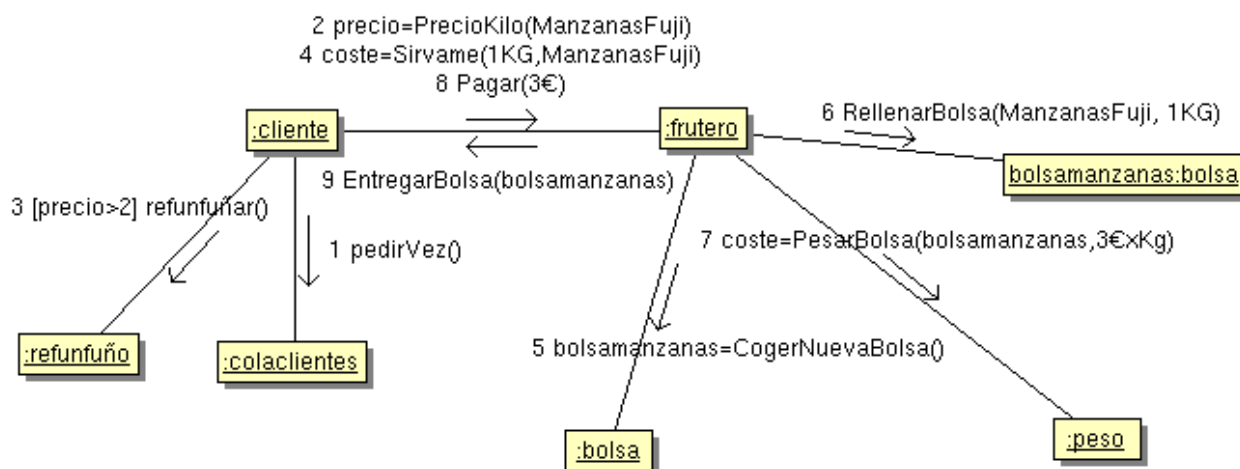 2 precio=PrecioKilo(ManzanasFuji)
4 coste=Sirvame(1KG,ManzanasFuji)
8 Pagar(3€)
:cliente
:frutero
6 RellenarBolsa(ManzanasFuji, 1KG)
bolsamanzanas:bolsa
9 EntregarBolsa(bolsamanzanas)
3 [precio>2] refunfuñar()
1 pedirVez()
7 coste=PesarBolsa(bolsamanzanas,3€xKg)
:refunfuño
:colaclientes
5 bolsamanzanas=CogerNuevaBolsa()
:bolsa
:peso